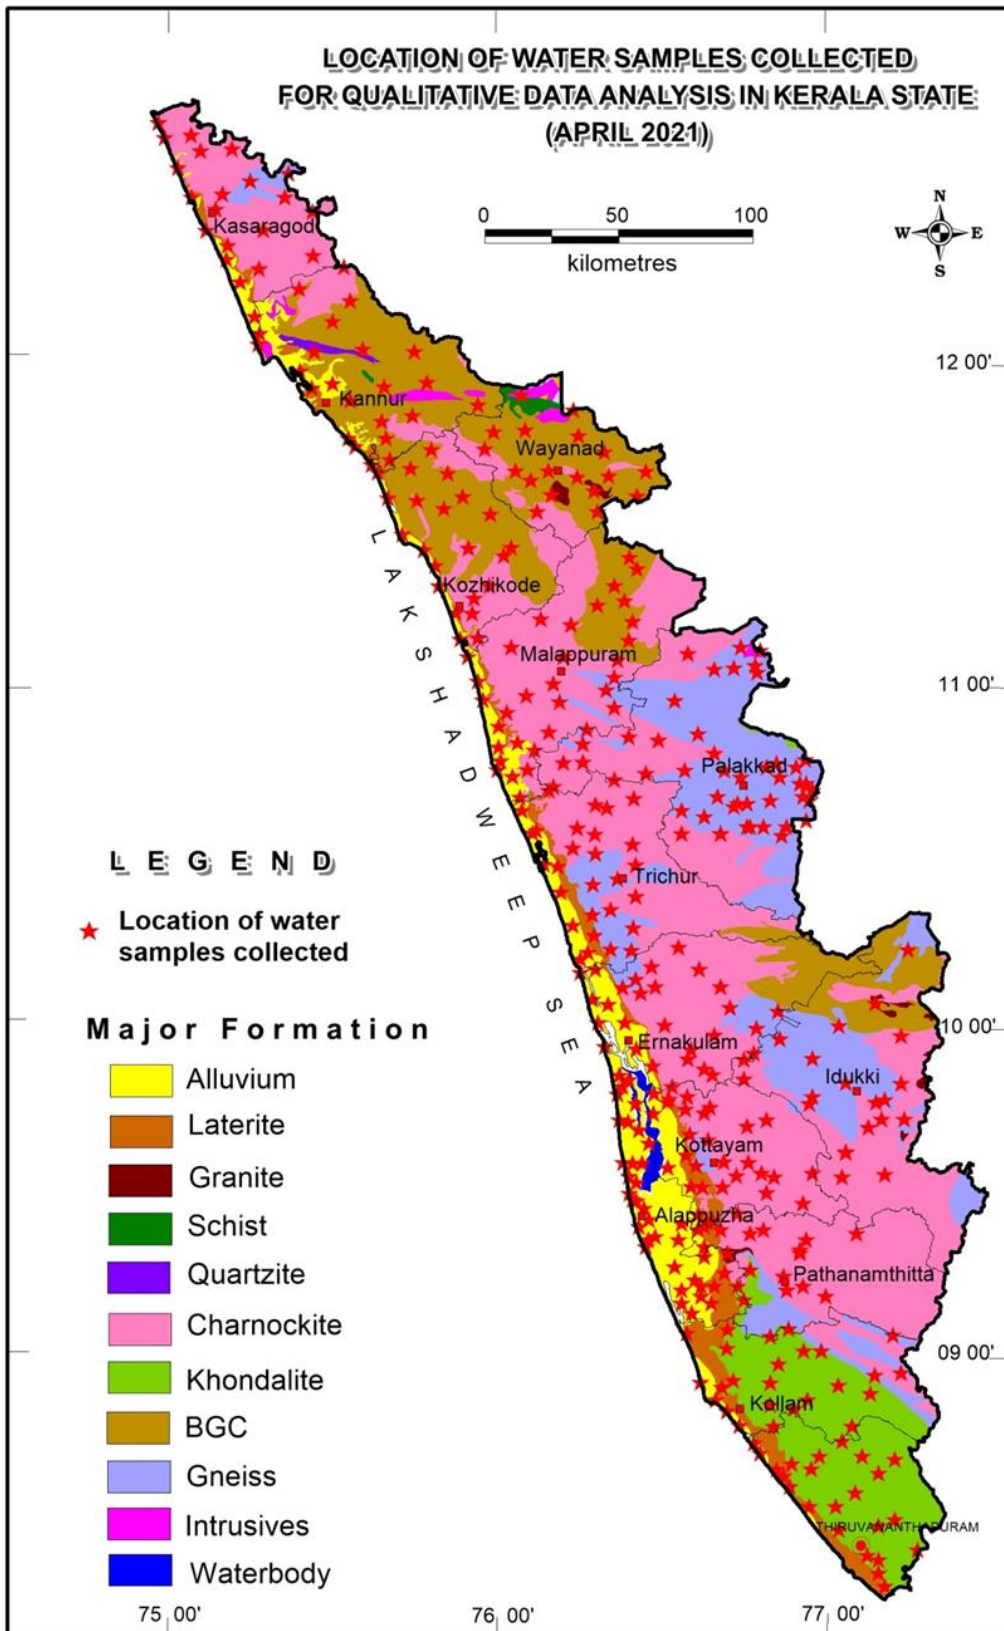 LOCATION OF WATER SAMPLES COLLECTED
FOR QUALITATIVE DATA ANALYSIS IN KERALA STATE
(APRIL 2021)
0 50 100
kilometres
N
W E
S
Kasaragod
12 00'
Kannur
Wayanad
Kozhikode
Malappuram
11 00'
Palakkad
LAKSHADWEEP SEA
Trichur
Ernakulam
10 00'
Idukki
Kottayam
Alappuzha
Pathanamthitta
09 00'
Kollam
THIRUVANANTHAPURAM
LEGEND
Location of water
samples collected
Major Formation
Alluvium
Laterite
Granite
Schist
Quartzite
Charnockite
Khondalite
BGC
Gneiss
Intrusives
Waterbody
75 00' 76 00' 77 00'